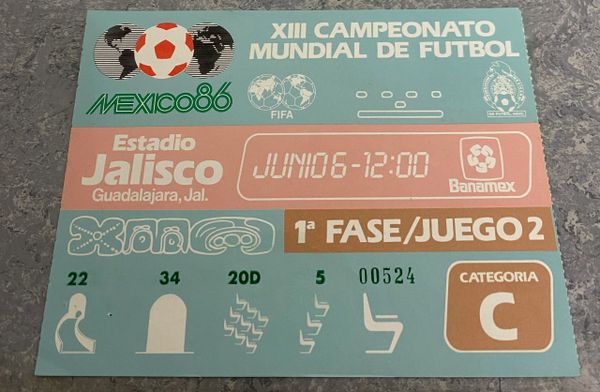 XIII CAMPEONATO
MUNDIAL DE FUTBOL
MEXICO86
FIFA
Estadio
Jalisco
Guadalajara, Jal.
JUNIO 6-12:00
Banamex
1ª FASE/JUEGO 2
22 34 20D 5 00524
CATEGORIA
C